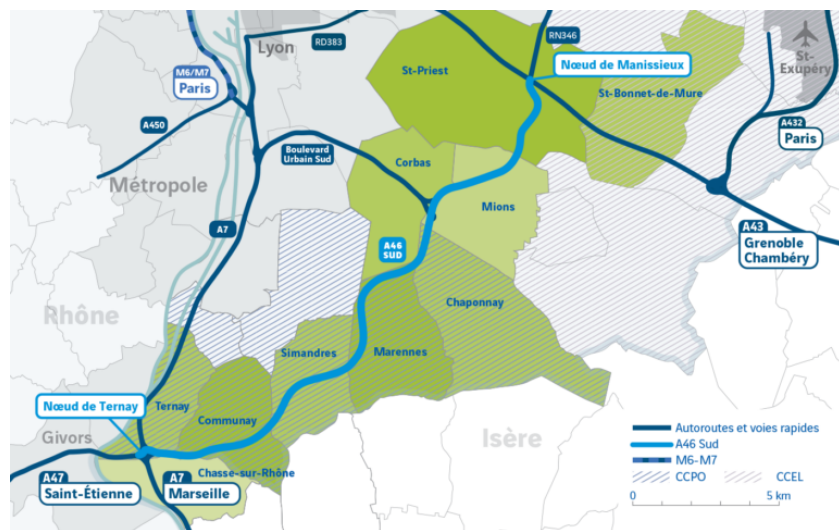 Lyon
RD383
RN346
St-Priest
Nœud de Manissieux
St-
Exupéry
M6/M7
Paris
St-Bonnet-de-Mure
A450
A432
Paris
Boulevard
Urbain Sud
Corbas
Métropole
Mions
A7
A43
Grenoble
Chambéry
A46
SUD
Rhône
Chaponnay
Simandres
Marennes
Nœud de Ternay
Ternay
Communay
Givors
Isère
Autoroutes et voies rapides
A46 Sud
M6-M7
Chasse-sur-Rhône
CCPO
CCEL
A47
Saint-Étienne
A7
Marseille
0
5 km